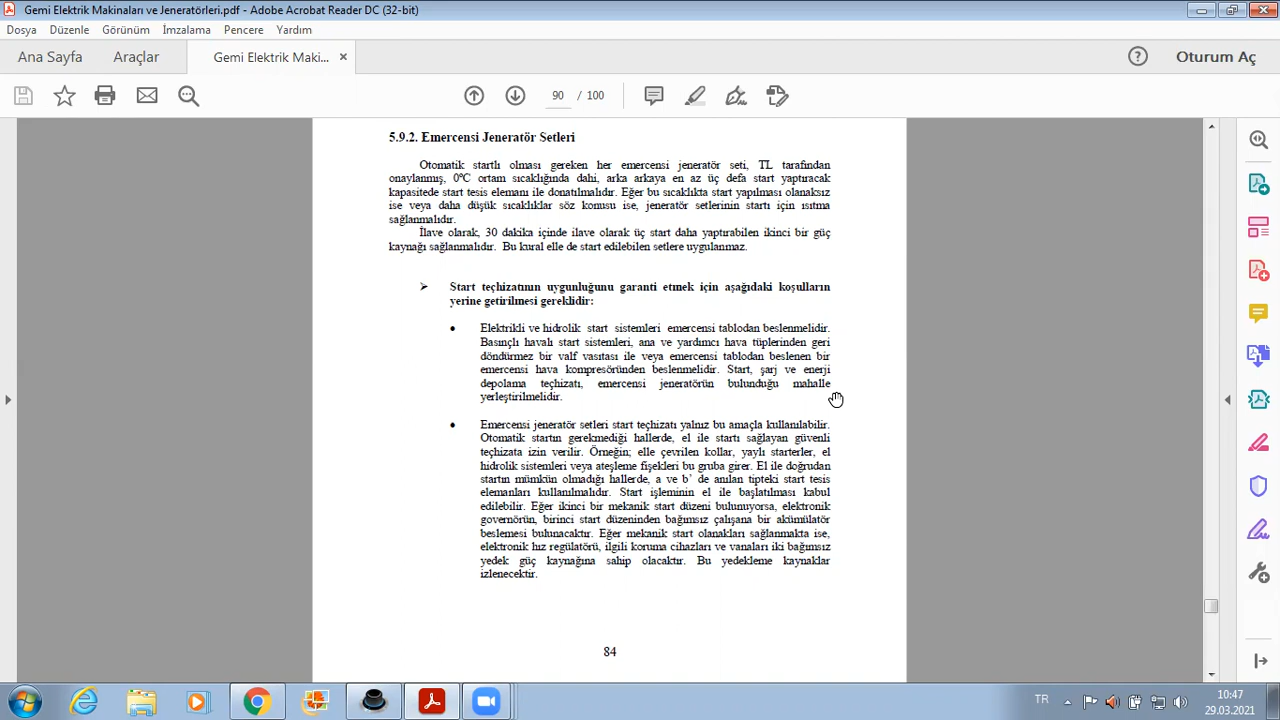 Gemi Elektrik Makinaları ve Jeneratörleri.pdf - Adobe Acrobat Reader DC (32-bit)
Dosya Düzenle Görünüm İmzalama Pencere Yardım
Ana Sayfa Araçlar Gemi Elektrik Maki... × Oturum Aç
90 / 100
5.9.2. Emercensi Jeneratör Setleri
Otomatik startlı olması gereken her emercensi jeneratör seti, TL tarafından
onaylanmış, 0ºC ortam sıcaklığında dahi, arka arkaya en az üç defa start yaptıracak
kapasitede start tesis elemanı ile donatılmalıdır. Eğer bu sıcaklıkta start yapılması olanaksız
ise veya daha düşük sıcaklıklar söz konusu ise, jeneratör setlerinin startı için ısıtma
sağlanmalıdır.
İlave olarak, 30 dakika içinde ilave olarak üç start daha yaptırabilen ikinci bir güç
kaynağı sağlanmalıdır. Bu kural elle de start edilebilen setlere uygulanmaz.
➢ Start teçhizatının uygunluğunu garanti etmek için aşağıdaki koşulların
yerine getirilmesi gereklidir:
• Elektrikli ve hidrolik start sistemleri emercensi tablodan beslenmelidir.
Basınçlı havalı start sistemleri, ana ve yardımcı hava tüplerinden geri
döndürmez bir valf vasıtası ile veya emercensi tablodan beslenen bir
emercensi hava kompresöründen beslenmelidir. Start, şarj ve enerji
depolama teçhizatı, emercensi jeneratörün bulunduğu mahalle
yerleştirilmelidir.
• Emercensi jeneratör setleri start teçhizatı yalnız bu amaçla kullanılabilir.
Otomatik startın gerekmediği hallerde, el ile startı sağlayan güvenli
teçhizata izin verilir. Örneğin; elle çevrilen kollar, yaylı starterler, el
hidrolik sistemleri veya ateşleme fişekleri bu gruba girer. El ile doğrudan
startın mümkün olmadığı hallerde, a ve b’ de anılan tipteki start tesis
elemanları kullanılmalıdır. Start işleminin el ile başlatılması kabul
edilebilir. Eğer ikinci bir mekanik start düzeni bulunuyorsa, elektronik
governörün, birinci start düzeninden bağımsız çalışana bir akümülatör
beslemesi bulunacaktır. Eğer mekanik start olanakları sağlanmakta ise,
elektronik hız regülatörü, ilgili koruma cihazları ve vanaları iki bağımsız
yedek güç kaynağına sahip olacaktır. Bu yedekleme kaynaklar
izlenecektir.
84
TR
10:47
29.03.2021